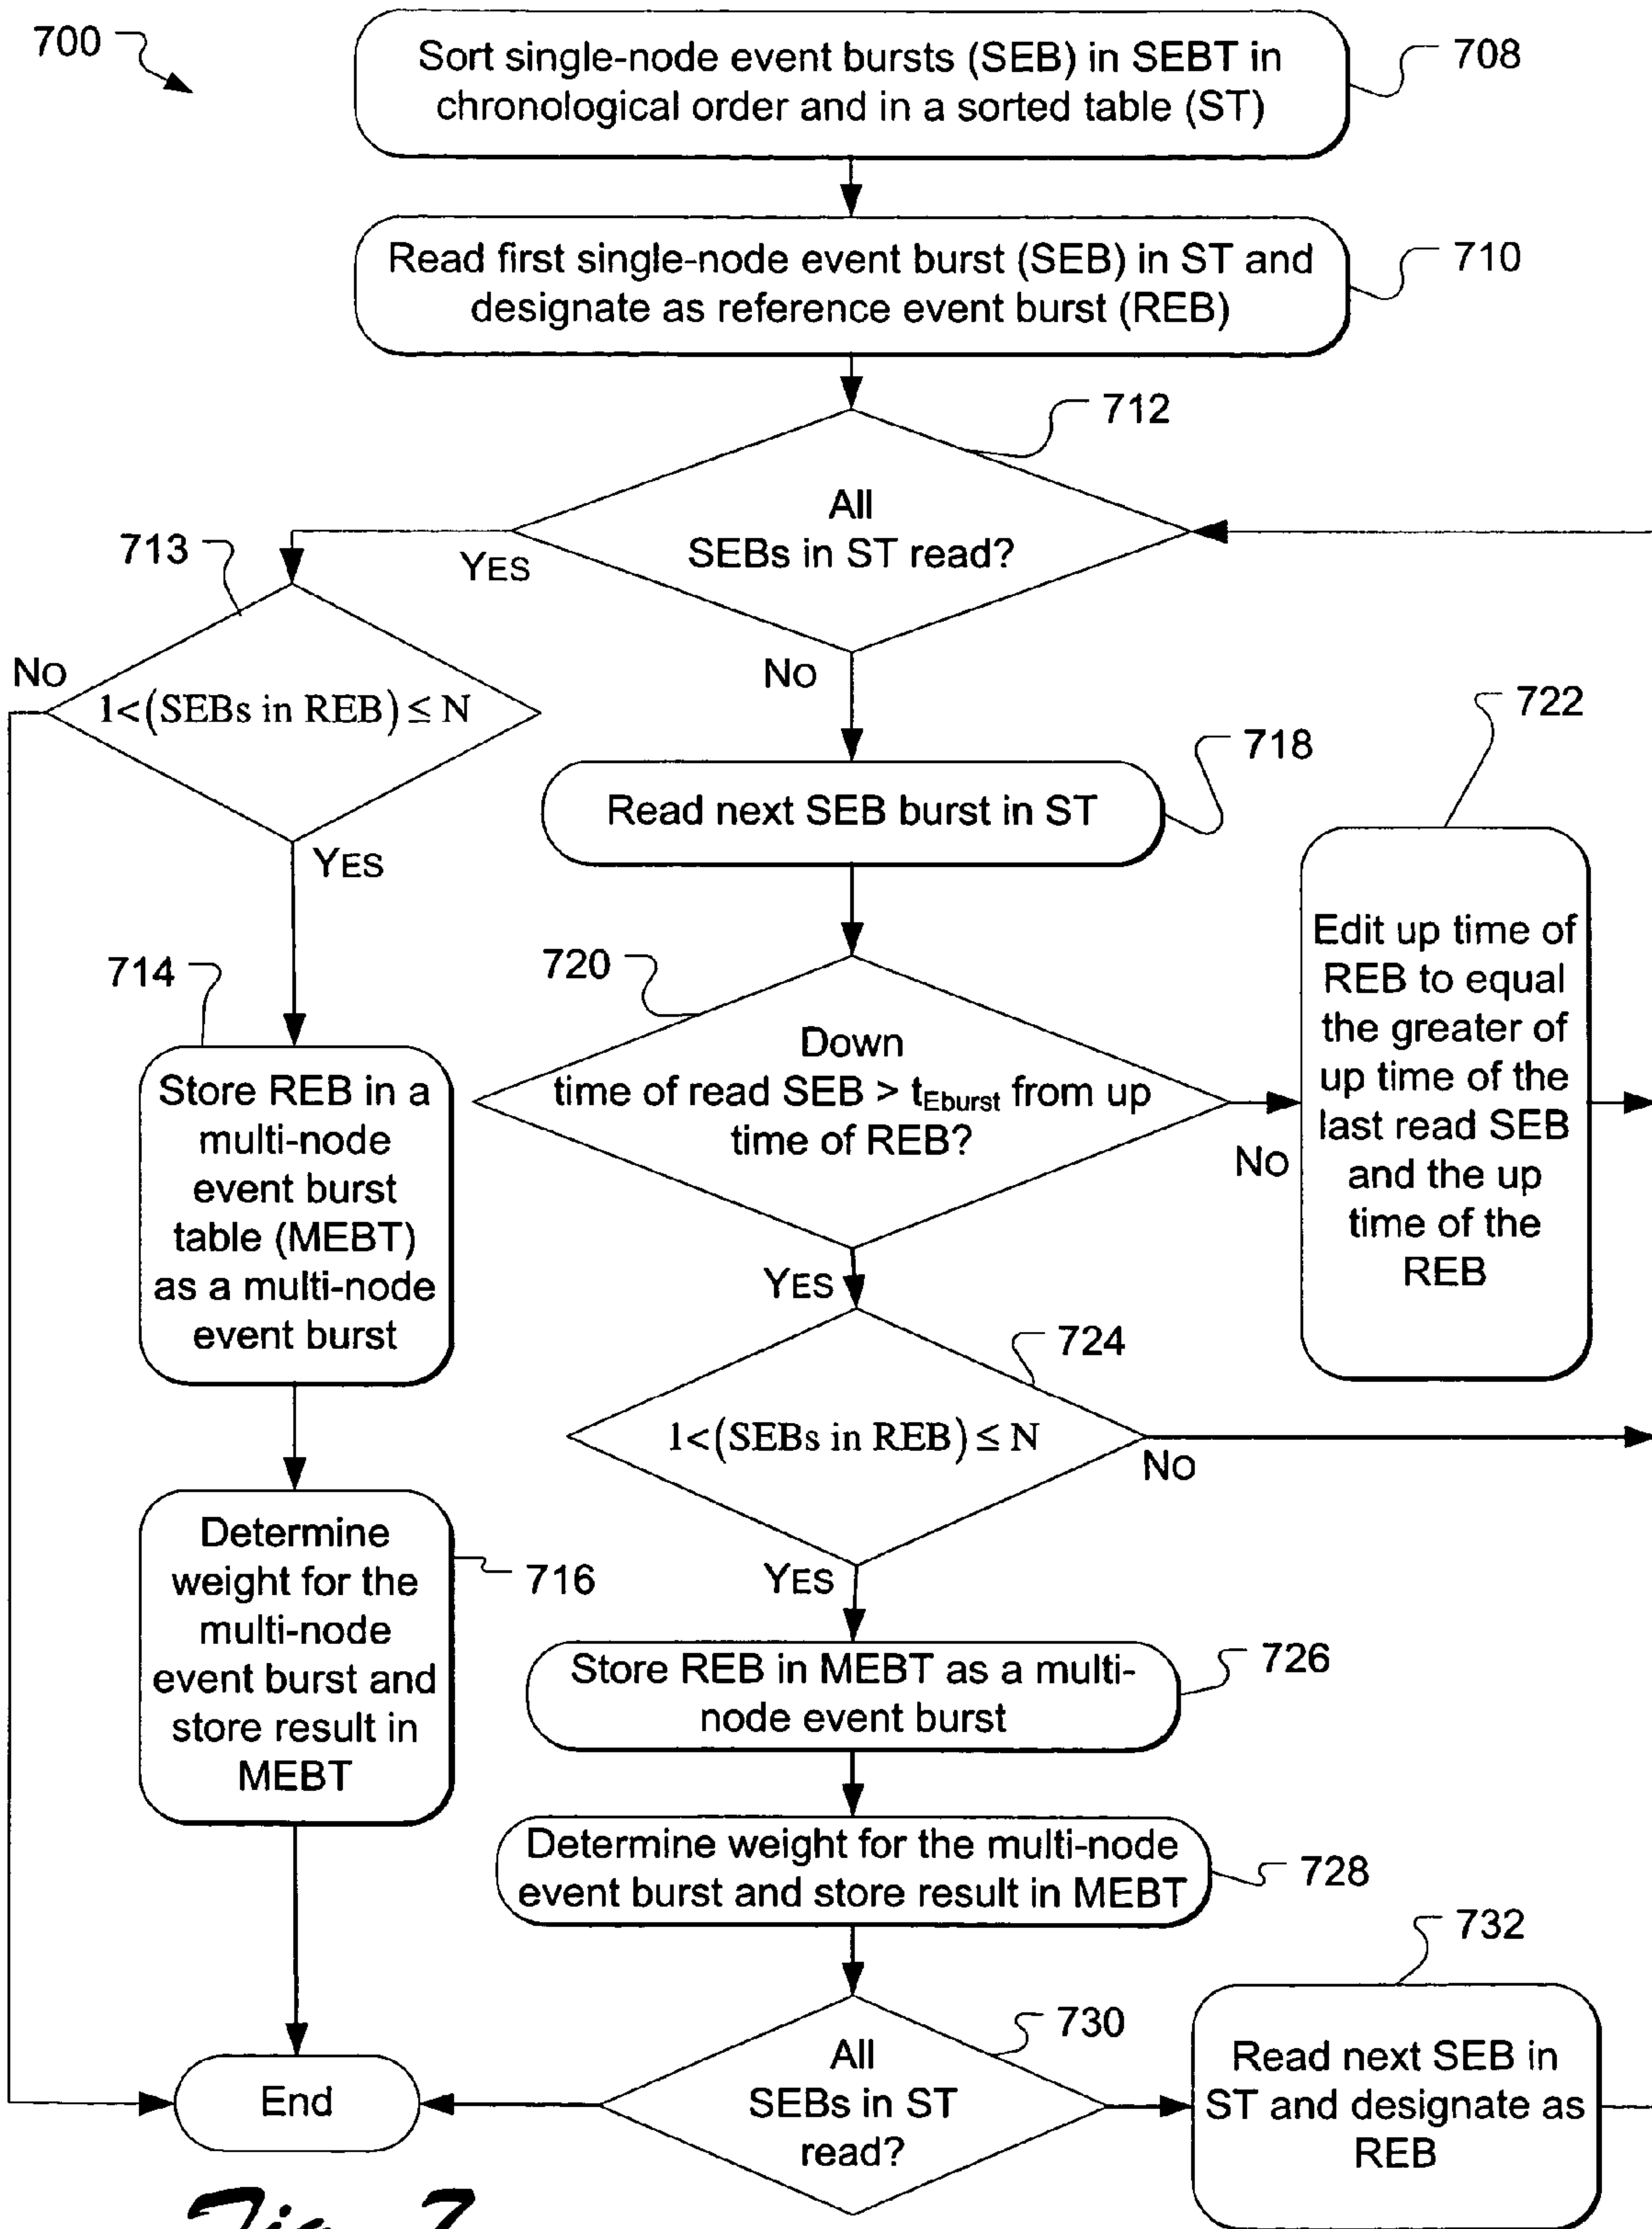 700
Sort single-node event bursts (SEB) in SEBT in
chronological order and in a sorted table (ST)
708
Read first single-node event burst (SEB) in ST and
designate as reference event burst (REB)
710
712
All
SEBs in ST read?
YES
NO
713
NO
1<(SEBs in REB) ≤ N
YES
718
Read next SEB burst in ST
722
Edit up time of
REB to equal
the greater of
up time of the
last read SEB
and the up
time of the
REB
720
Down
time of read SEB > tEburst from up
time of REB?
NO
YES
714
Store REB in a
multi-node
event burst
table (MEBT)
as a multi-node
event burst
724
1<(SEBs in REB) ≤ N
NO
YES
Determine
weight for the
multi-node
event burst and
store result in
MEBT
716
Store REB in MEBT as a multi-
node event burst
726
Determine weight for the multi-node
event burst and store result in MEBT
728
730
All
SEBs in ST
read?
732
Read next SEB in
ST and designate as
REB
End
Fig. 7